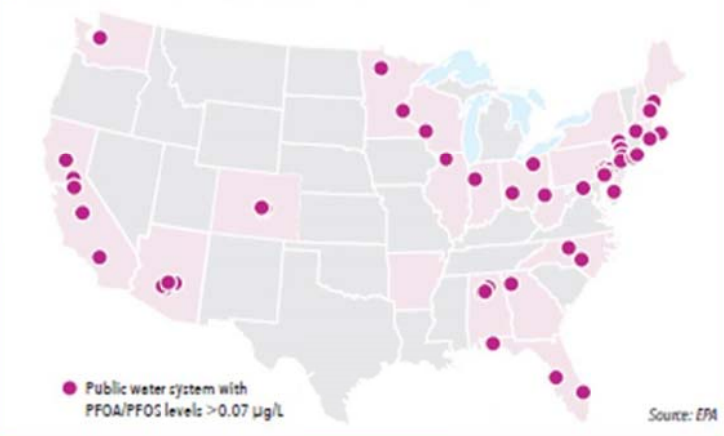 Public water system with
PFOA/PFOS levels >0.07 µg/L
Source: EPA